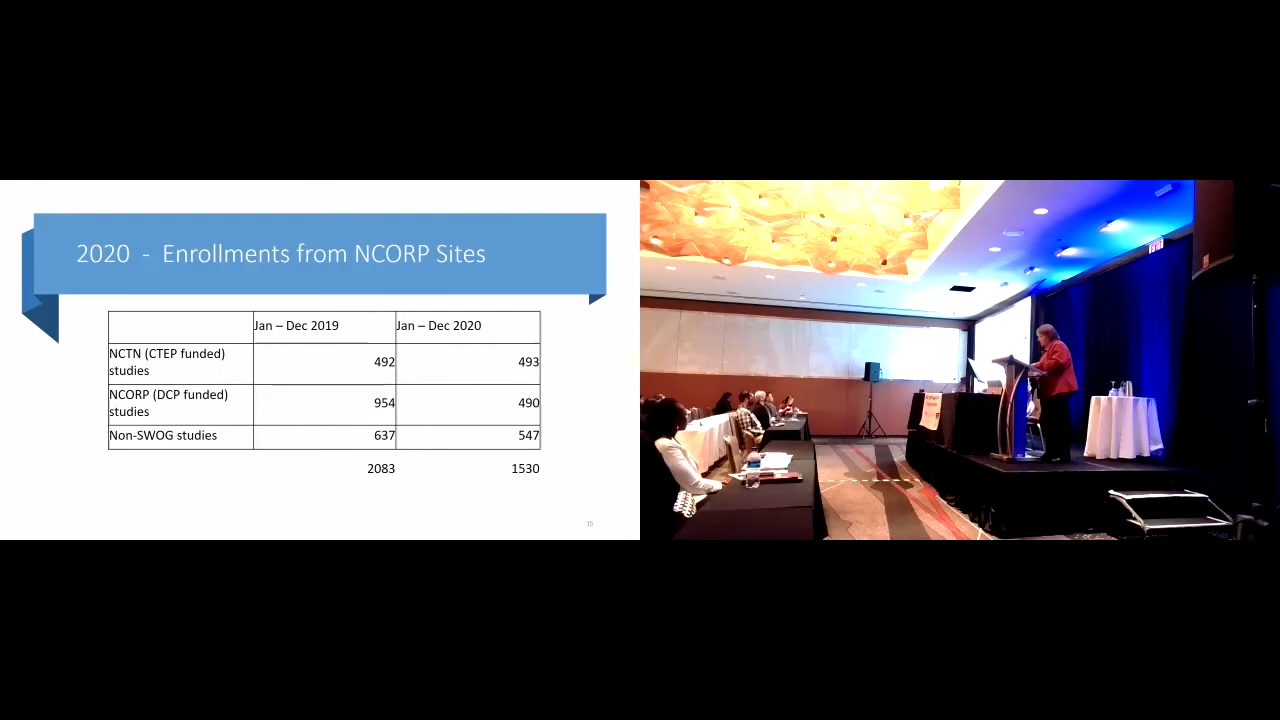 2020 - Enrollments from NCORP Sites
Jan – Dec 2019 Jan – Dec 2020
NCTN (CTEP funded) studies 492 493
NCORP (DCP funded) studies 954 490
Non-SWOG studies 637 547
2083 1530
15